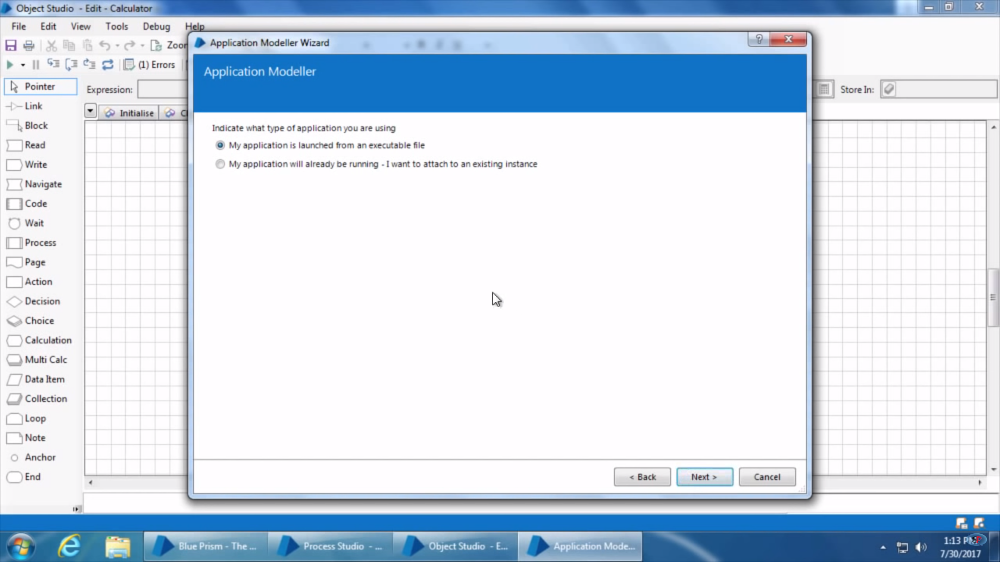 Object Studio - Edit - Calculator
File Edit View Tools Debug Help
Application Modeller Wizard
(1) Errors
Application Modeller
Pointer
Expression:
Store In:
Link
Initialise
Block
Indicate what type of application you are using
Read
My application is launched from an executable file
Write
My application will already be running - I want to attach to an existing instance
Navigate
Code
Wait
Process
Page
Action
Decision
Choice
Calculation
Multi Calc
Data Item
Collection
Loop
Note
Anchor
End
< Back Next > Cancel
Blue Prism - The ... Process Studio - ... Object Studio - E... Application Mode...
1:13 PM
7/30/2017